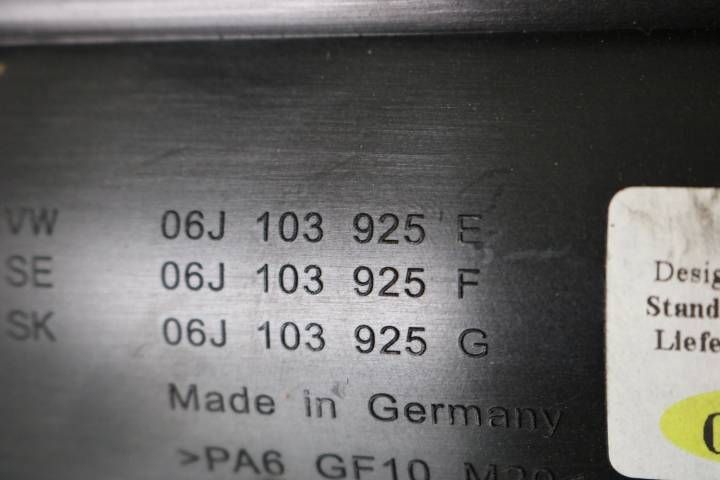 VW 06J 103 925 E
SE 06J 103 925 F
SK 06J 103 925 G
Made in Germany
>PA6 GF10 M20<
Desig
Stand
Liefe